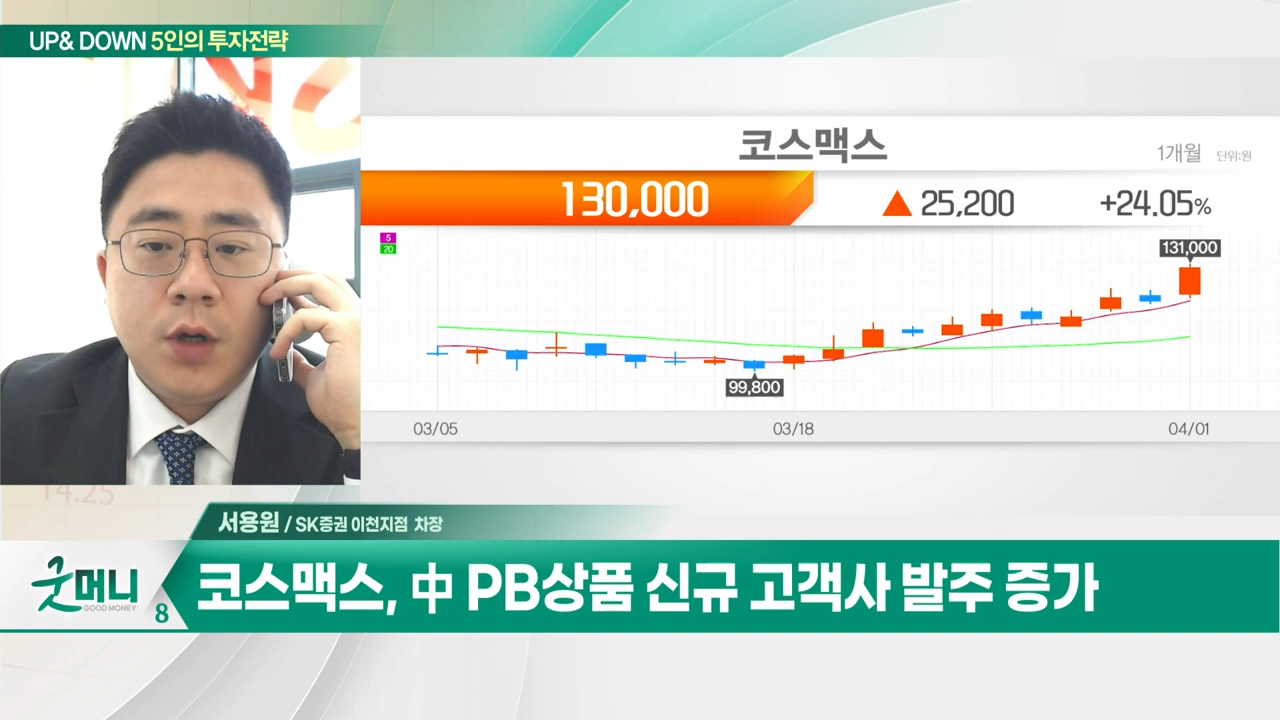 UP& DOWN 5인의 투자전략
코스맥스
1개월 단위:원
130,000 ▲ 25,200 +24.05%
5
20
131,000
99,800
03/05 03/18 04/01
14.25
서용원 / SK증권 이천지점 차장
굿머니
GOOD MONEY
8
코스맥스, 中 PB상품 신규 고객사 발주 증가